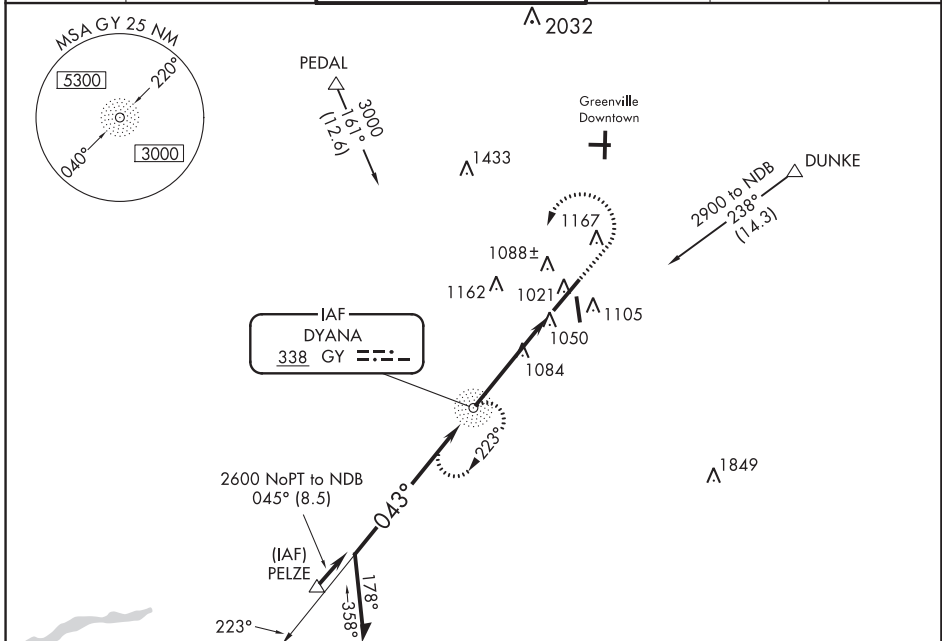 2032
MSA GY 25 NM
5300
220°
040°
3000
PEDAL
3000
161°
(12.6)
Greenville
Downtown
1433
DUNKE
2900 to NDB
238°
(14.3)
1167
1088±
1162
1021
1105
1050
1084
IAF
DYANA
338 GY
223°
1849
2600 NoPT to NDB
045° (8.5)
043°
(IAF)
PELZE
178°
358°
223°